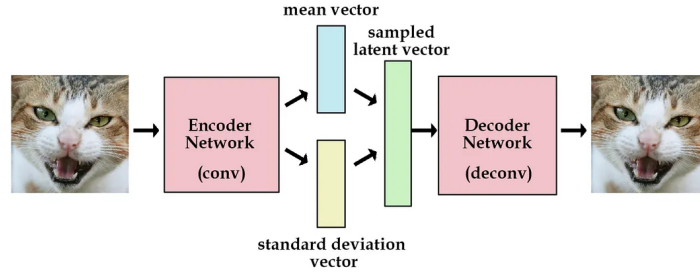 mean vector
sampled
latent vector
Encoder
Network
(conv)
Decoder
Network
(deconv)
standard deviation
vector